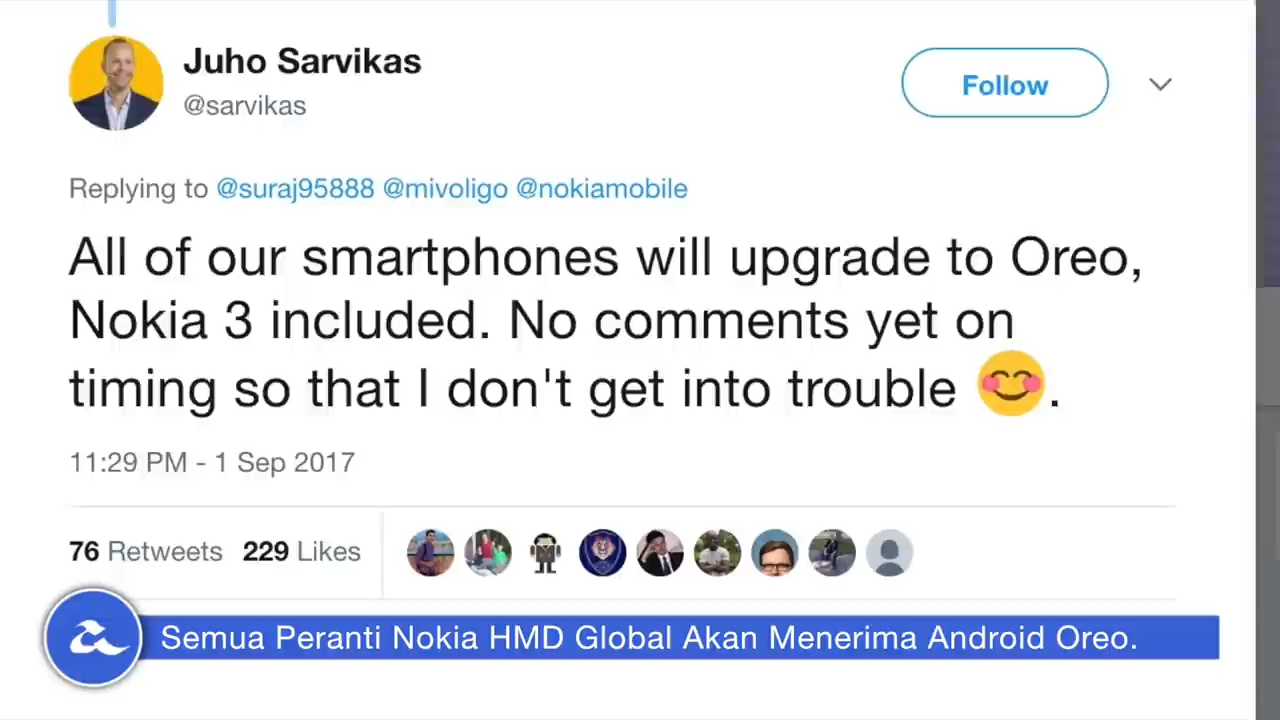 Juho Sarvikas
@sarvikas
Follow
Replying to @suraj95888 @mivoligo @nokiamobile
All of our smartphones will upgrade to Oreo,
Nokia 3 included. No comments yet on
timing so that I don't get into trouble 😊.
11:29 PM - 1 Sep 2017
76 Retweets 229 Likes
Semua Peranti Nokia HMD Global Akan Menerima Android Oreo.